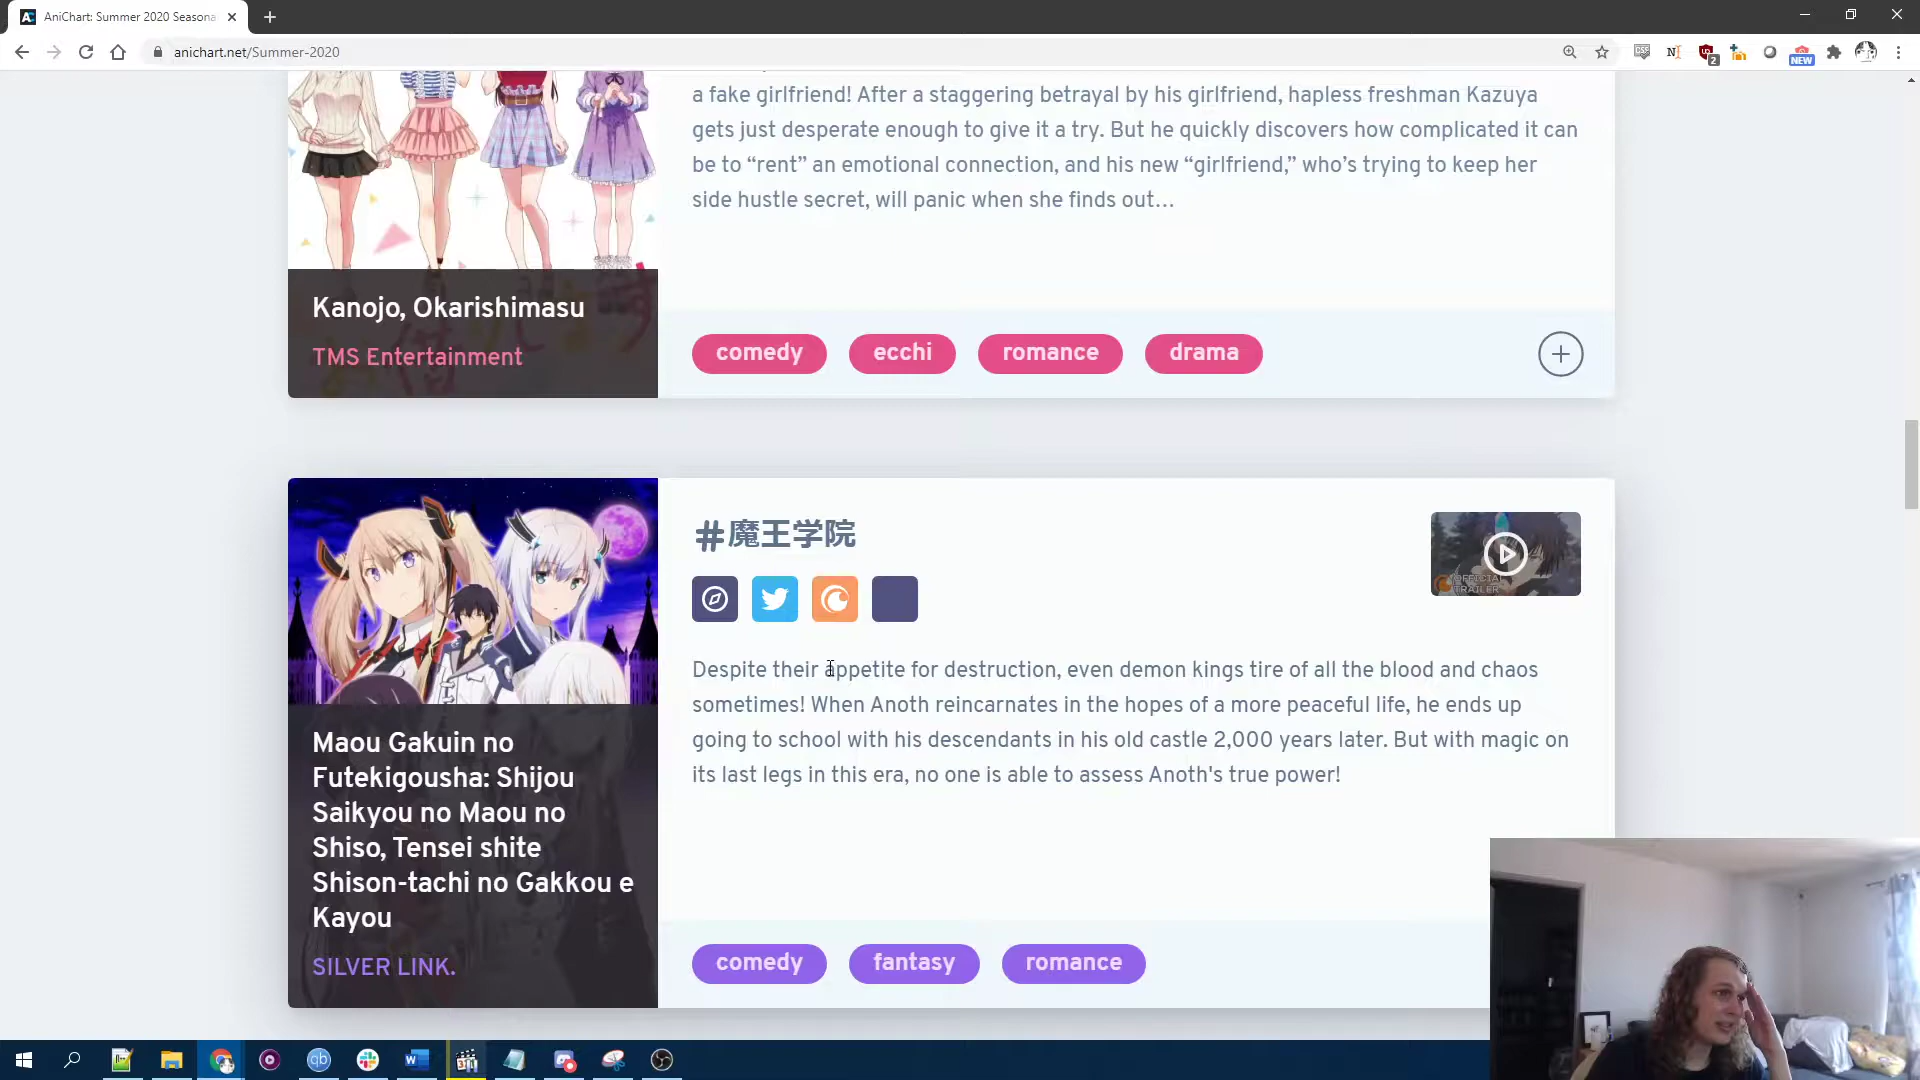 AniChart: Summer 2020 Seasona
anichart.net/Summer-2020
2
NEW
a fake girlfriend! After a staggering betrayal by his girlfriend, hapless freshman Kazuya
gets just desperate enough to give it a try. But he quickly discovers how complicated it can
be to “rent” an emotional connection, and his new “girlfriend,” who’s trying to keep her
side hustle secret, will panic when she finds out…
Kanojo, Okarishimasu
TMS Entertainment
comedy
ecchi
romance
drama
#魔王学院
OFFICIAL
TRAILER
Despite their appetite for destruction, even demon kings tire of all the blood and chaos
sometimes! When Anoth reincarnates in the hopes of a more peaceful life, he ends up
going to school with his descendants in his old castle 2,000 years later. But with magic on
its last legs in this era, no one is able to assess Anoth's true power!
Maou Gakuin no
Futekigousha: Shijou
Saikyou no Maou no
Shiso, Tensei shite
Shison-tachi no Gakkou e
Kayou
SILVER LINK.
comedy
fantasy
romance